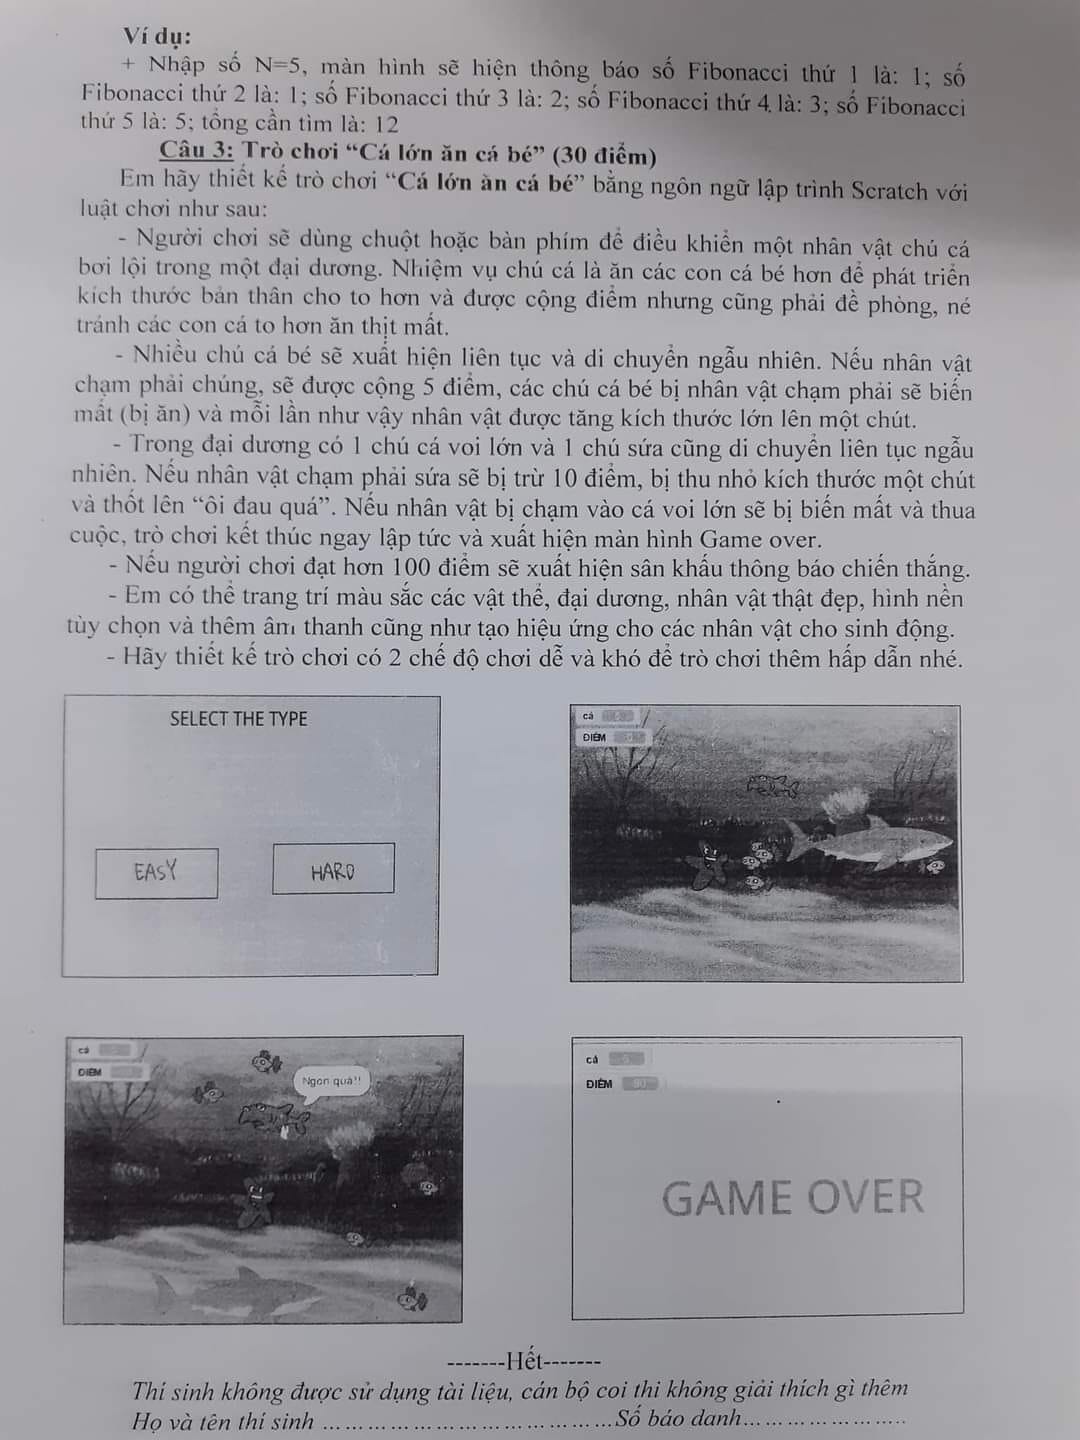 Ví dụ:
+ Nhập số N=5, màn hình sẽ hiện thông báo số Fibonacci thứ 1 là: 1; số
Fibonacci thứ 2 là: 1; số Fibonacci thứ 3 là: 2; số Fibonacci thứ 4 là: 3; số Fibonacci
thứ 5 là: 5; tổng cần tìm là: 12
Câu 3: Trò chơi “Cá lớn ăn cá bé” (30 điểm)
Em hãy thiết kế trò chơi “Cá lớn ăn cá bé” bằng ngôn ngữ lập trình Scratch với
luật chơi như sau:
- Người chơi sẽ dùng chuột hoặc bàn phím để điều khiển một nhân vật chú cá
bơi lội trong một đại dương. Nhiệm vụ chú cá là ăn các con cá bé hơn để phát triển
kích thước bản thân cho to hơn và được cộng điểm nhưng cũng phải đề phòng, né
tránh các con cá to hơn ăn thịt mất.
- Nhiều chú cá bé sẽ xuất hiện liên tục và di chuyển ngẫu nhiên. Nếu nhân vật
chạm phải chúng, sẽ được cộng 5 điểm, các chú cá bé bị nhân vật chạm phải sẽ biến
mất (bị ăn) và mỗi lần như vậy nhân vật được tăng kích thước lớn lên một chút.
- Trong đại dương có 1 chú cá voi lớn và 1 chú sứa cũng di chuyển liên tục ngẫu
nhiên. Nếu nhân vật chạm phải sứa sẽ bị trừ 10 điểm, bị thu nhỏ kích thước một chút
và thốt lên “ôi đau quá”. Nếu nhân vật bị chạm vào cá voi lớn sẽ bị biến mất và thua
cuộc, trò chơi kết thúc ngay lập tức và xuất hiện màn hình Game over.
- Nếu người chơi đạt hơn 100 điểm sẽ xuất hiện sân khấu thông báo chiến thắng.
- Em có thể trang trí màu sắc các vật thể, đại dương, nhân vật thật đẹp, hình nền
tùy chọn và thêm âm thanh cũng như tạo hiệu ứng cho các nhân vật cho sinh động.
- Hãy thiết kế trò chơi có 2 chế độ chơi dễ và khó để trò chơi thêm hấp dẫn nhé.
SELECT THE TYPE
EASY
HARD
cá
ĐIỂM
cá
ĐIỂM
Ngon quá!!
cá
ĐIỂM
GAME OVER
-------Hết-------
Thí sinh không được sử dụng tài liệu, cán bộ coi thi không giải thích gì thêm
Họ và tên thí sinh ................................. Số báo danh......................